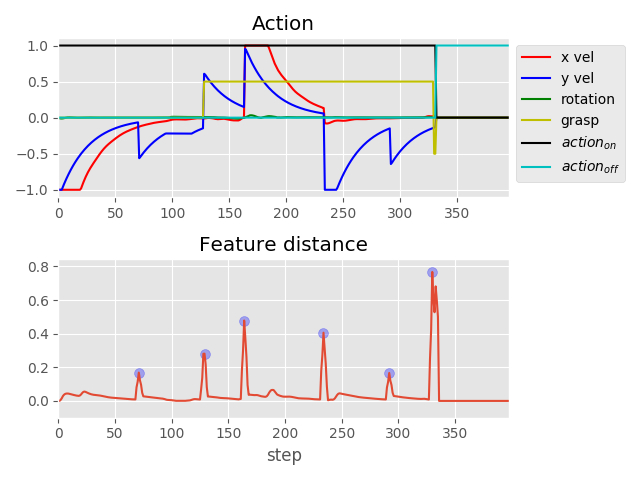 Action
1.0
0.5
0.0
−0.5
−1.0
0 50 100 150 200 250 300 350
x vel
y vel
rotation
grasp
action_on
action_off
Feature distance
0.8
0.6
0.4
0.2
0.0
0 50 100 150 200 250 300 350
step